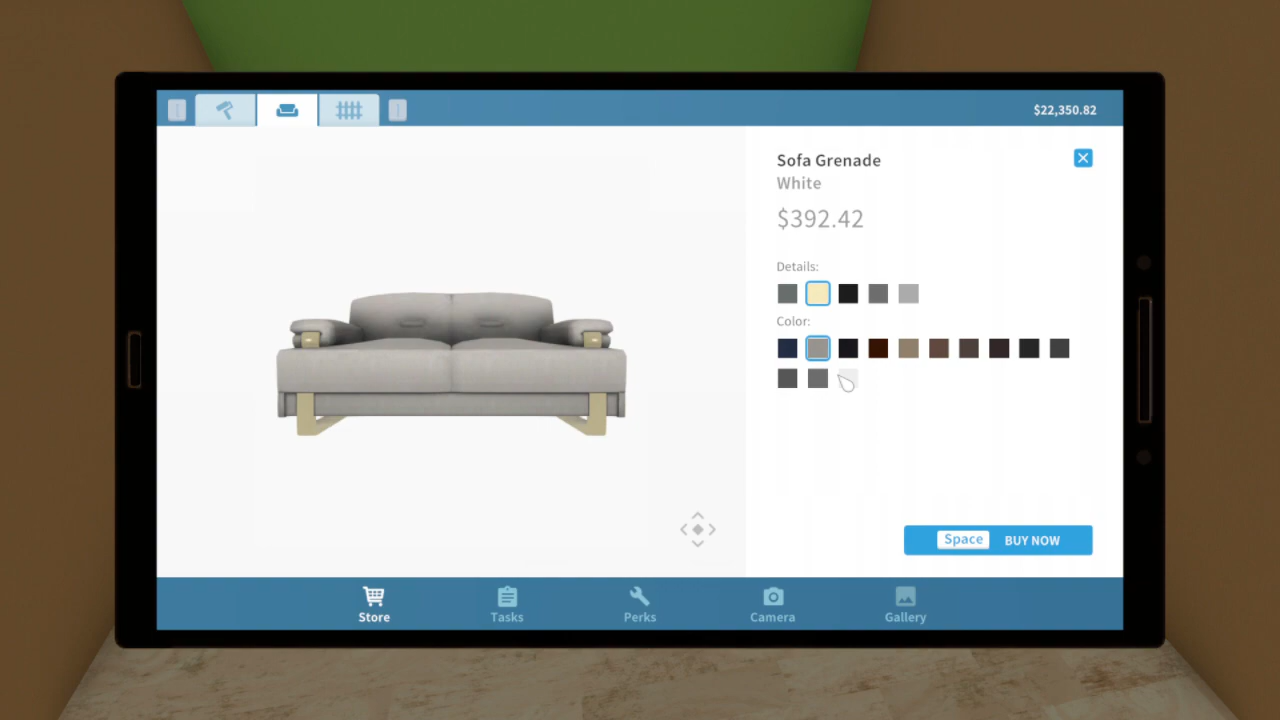 $22,350.82
Sofa Grenade
White
$392.42
Details:
Color:
Space BUY NOW
Store Tasks Perks Camera Gallery